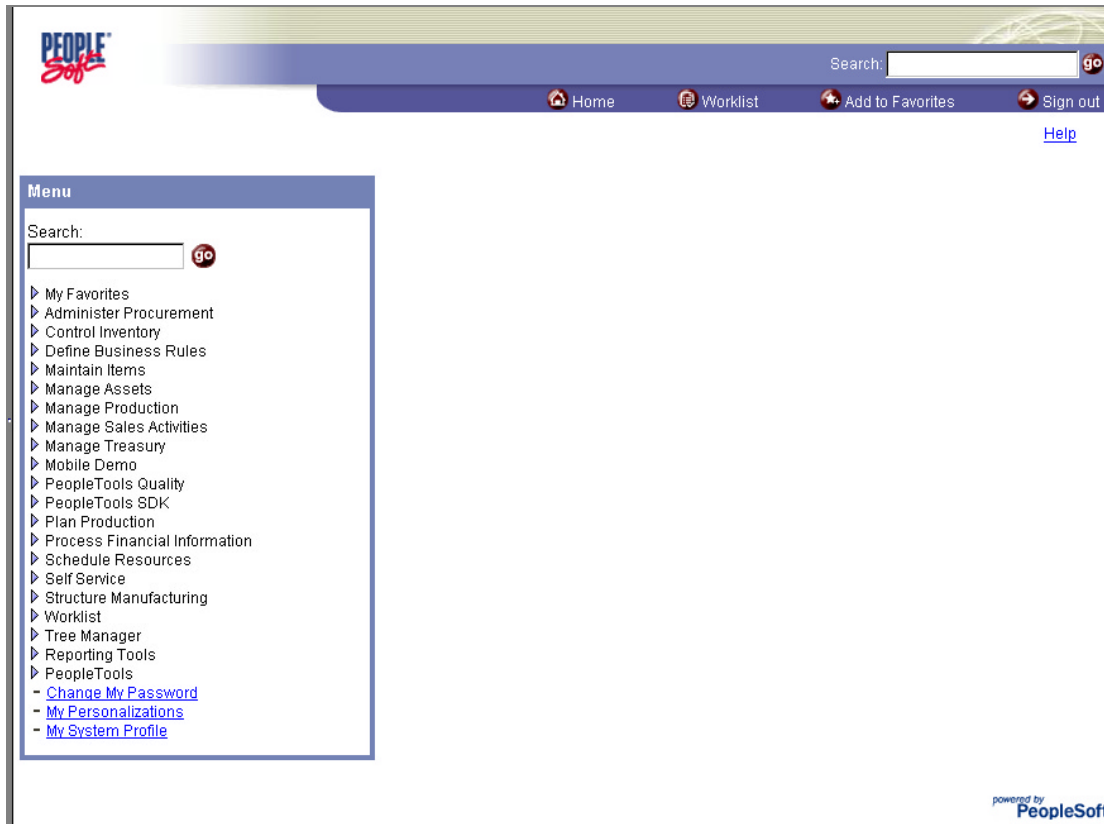 PEOPLE
Soft
Search:
go
Home Worklist Add to Favorites Sign out
Help
Menu
Search:
go
My Favorites
Administer Procurement
Control Inventory
Define Business Rules
Maintain Items
Manage Assets
Manage Production
Manage Sales Activities
Manage Treasury
Mobile Demo
PeopleTools Quality
PeopleTools SDK
Plan Production
Process Financial Information
Schedule Resources
Self Service
Structure Manufacturing
Worklist
Tree Manager
Reporting Tools
PeopleTools
- Change My Password
- My Personalizations
- My System Profile
powered by
PeopleSoft